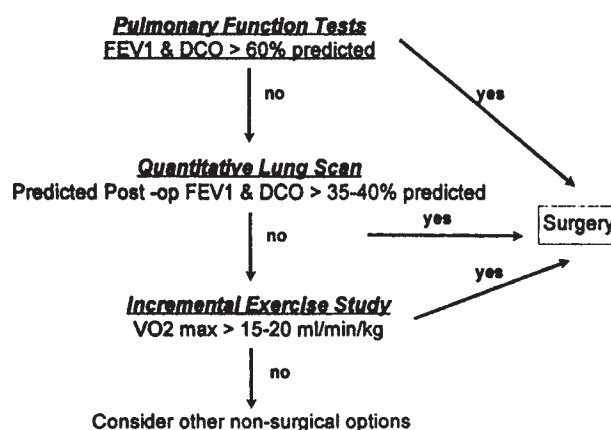 Pulmonary Function Tests
FEV1 & DCO > 60% predicted
no
yes
Quantitative Lung Scan
Predicted Post -op FEV1 & DCO > 35-40% predicted
no
yes
Surgery
yes
Incremental Exercise Study
VO2 max > 15-20 ml/min/kg
no
Consider other non-surgical options